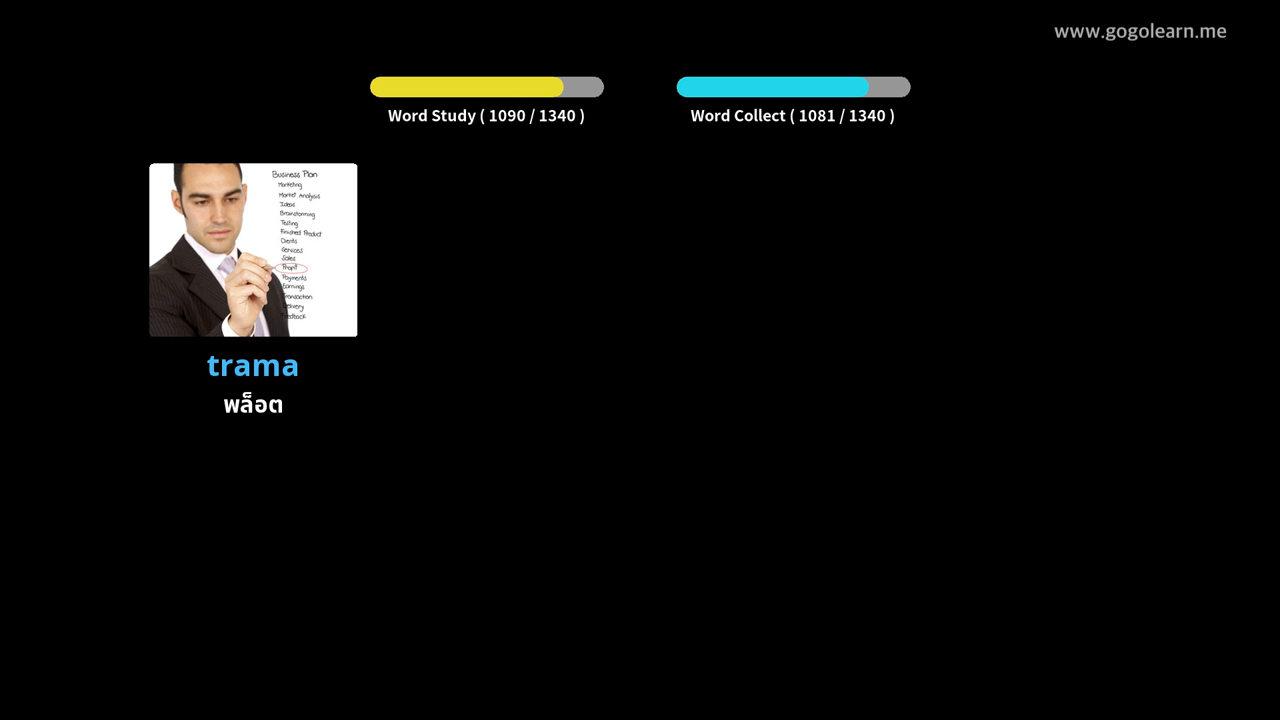 www.gogolearn.me
Word Study ( 1090 / 1340 )
Word Collect ( 1081 / 1340 )
Business Plan
Marketing
Market Analysis
Ideas
Brainstorming
Testing
Finished Product
Clients
Services
Sales
Profit
Payments
Earnings
Transaction
Delivery
Feedback
trama
พล็อต